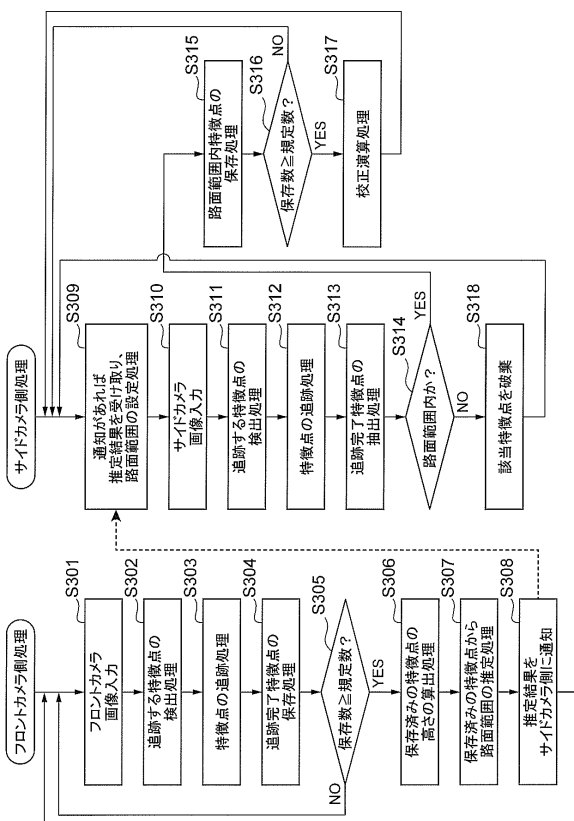 フロントカメラ側処理
S301
フロントカメラ
画像入力
S302
追跡する特徴点の
検出処理
S303
特徴点の追跡処理
S304
追跡完了特徴点の
保存処理
S305
保存数≧規定数?
NO
YES
S306
保存済みの特徴点の
高さの算出処理
S307
保存済みの特徴点から
路面範囲の推定処理
S308
推定結果を
サイドカメラ側に通知
サイドカメラ側処理
S309
通知があれば
推定結果を受け取り、
路面範囲の設定処理
S310
サイドカメラ
画像入力
S311
追跡する特徴点の
検出処理
S312
特徴点の追跡処理
S313
追跡完了特徴点の
抽出処理
S314
路面範囲内か?
YES
NO
S318
該当特徴点を破棄
S315
路面範囲内特徴点の
保存処理
S316
保存数≧規定数?
NO
YES
S317
校正演算処理